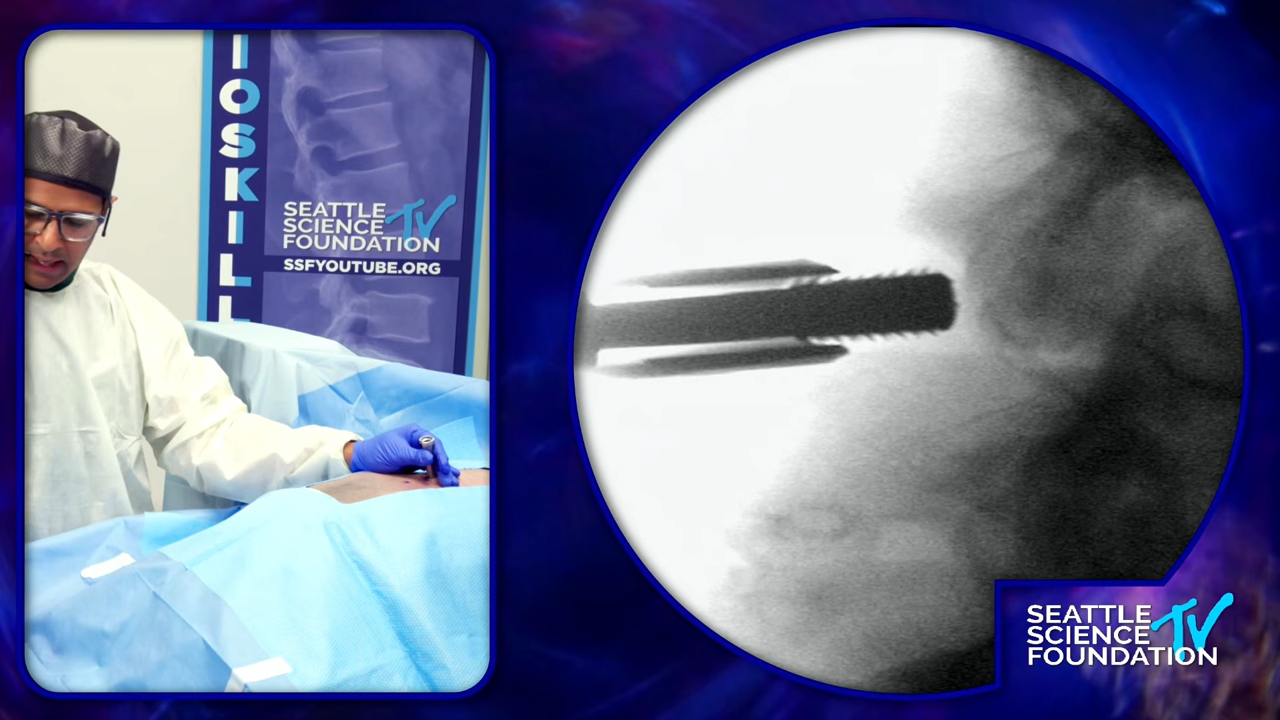 IOSKILL
SEATTLE
SCIENCE TV
FOUNDATION
SSFYOUTUBE.ORG
SEATTLE
SCIENCE TV
FOUNDATION